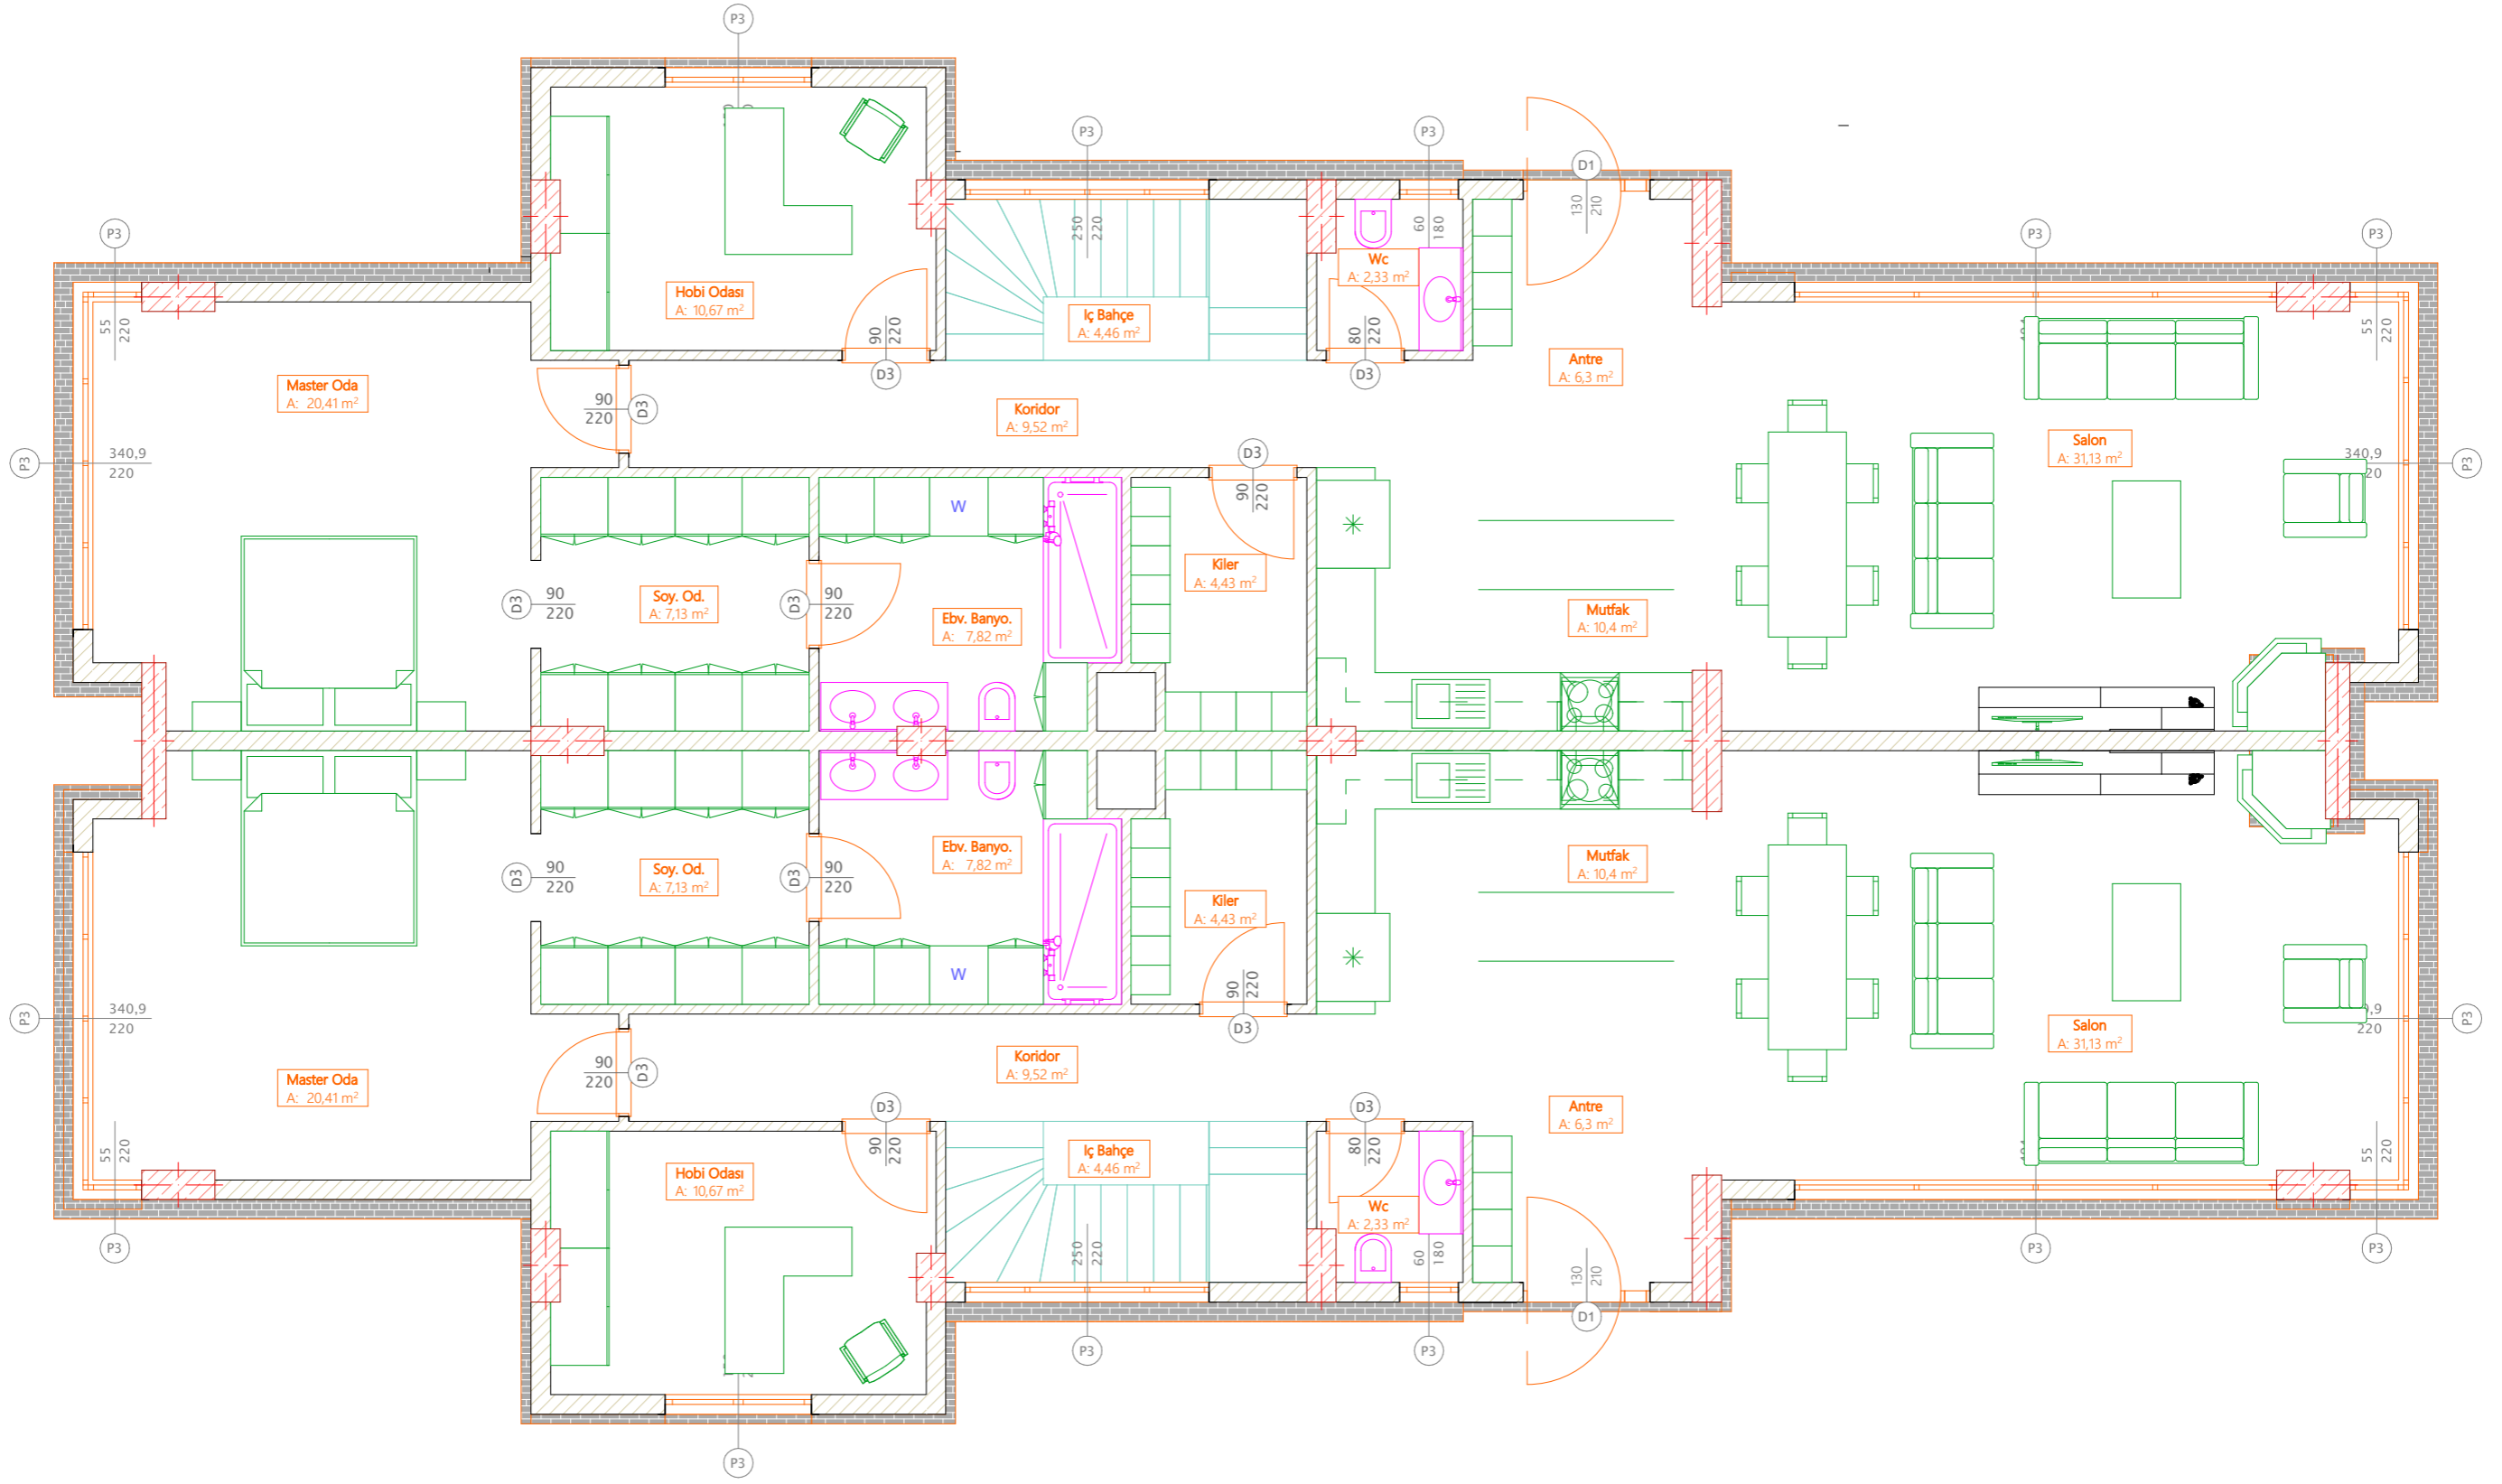 P3
P3
P3
D1
130
210
250
220
60
180
P3
P3
P3
Wc
A: 2,33 m²
Hobi Odası
A: 10,67 m²
Iç Bahçe
A: 4,46 m²
55
220
90
220
80
220
55
220
D3
D3
Antre
A: 6,3 m²
Master Oda
A: 20,41 m²
90
220
D3
Koridor
A: 9,52 m²
Salon
A: 31,13 m²
P3
340,9
220
D3
90
220
340,9
P3
W
Kiler
A: 4,43 m²
D3
90
220
Soy. Od.
A: 7,13 m²
D3
90
220
Ebv. Banyo.
A: 7,82 m²
Mutfak
A: 10,4 m²
D3
90
220
Soy. Od.
A: 7,13 m²
D3
90
220
Ebv. Banyo.
A: 7,82 m²
Mutfak
A: 10,4 m²
Kiler
A: 4,43 m²
W
90
220
D3
P3
340,9
220
220
P3
Salon
A: 31,13 m²
90
220
D3
Koridor
A: 9,52 m²
Master Oda
A: 20,41 m²
D3
D3
Antre
A: 6,3 m²
55
220
90
220
80
220
55
220
Hobi Odası
A: 10,67 m²
Iç Bahçe
A: 4,46 m²
Wc
A: 2,33 m²
P3
250
220
60
180
130
210
P3
P3
D1
P3
P3
P3